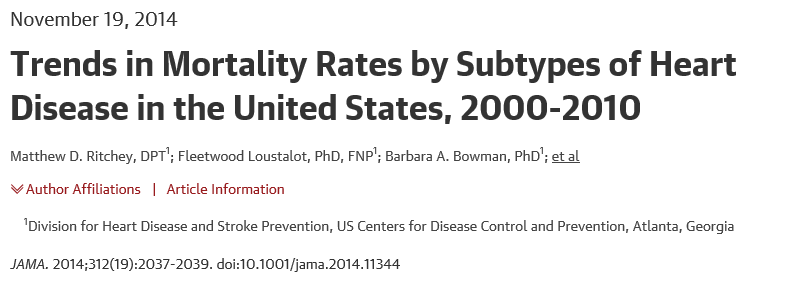 November 19, 2014
Trends in Mortality Rates by Subtypes of Heart
Disease in the United States, 2000-2010
Matthew D. Ritchey, DPT1; Fleetwood Loustalot, PhD, FNP1; Barbara A. Bowman, PhD1; et al
Author Affiliations | Article Information
1Division for Heart Disease and Stroke Prevention, US Centers for Disease Control and Prevention, Atlanta, Georgia
JAMA. 2014;312(19):2037-2039. doi:10.1001/jama.2014.11344